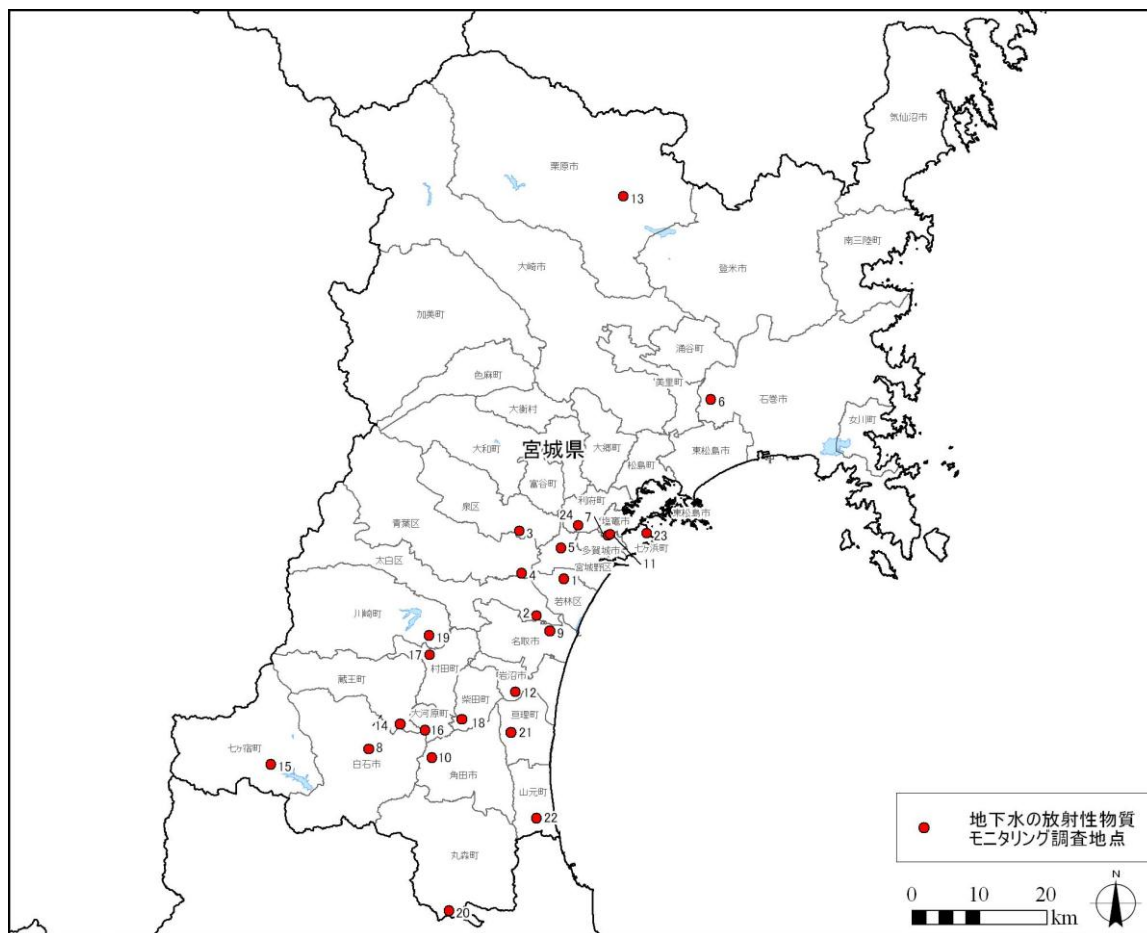 気仙沼市
栗原市
13
南三陸町
大崎市
登米市
加美町
涌谷町
色麻町
美里町
6
石巻市
女川町
大衡村
大和町
宮城県
大郷町
東松島市
松島町
富谷町
泉区
利府町
24
7
塩竈市
東松島市
青葉区
3
23
5
多賀城市
七ヶ浜町
太白区
宮城野区
11
4
1
若林区
川崎町
2
9
19
名取市
17
村田町
蔵王町
岩沼市
柴田町
12
大河原町
亘理町
14
18
16
21
七ヶ宿町
8
10
15
白石市
角田市
山元町
22
丸森町
20
地下水の放射性物質
モニタリング調査地点
0 10 20
km
N